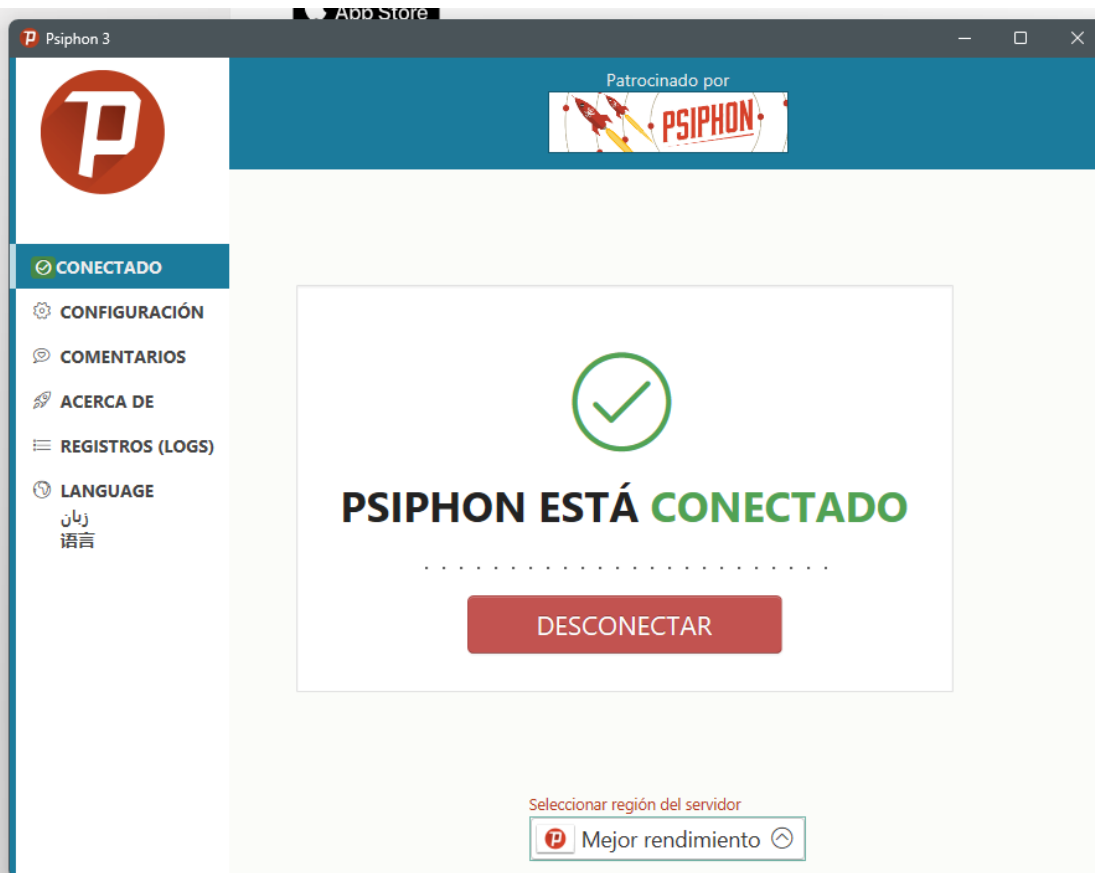 App Store
Psiphon 3
Patrocinado por
PSIPHON
CONECTADO
CONFIGURACIÓN
COMENTARIOS
ACERCA DE
REGISTROS (LOGS)
LANGUAGE
زبان
语言
PSIPHON ESTÁ CONECTADO
DESCONECTAR
Seleccionar región del servidor
Mejor rendimiento